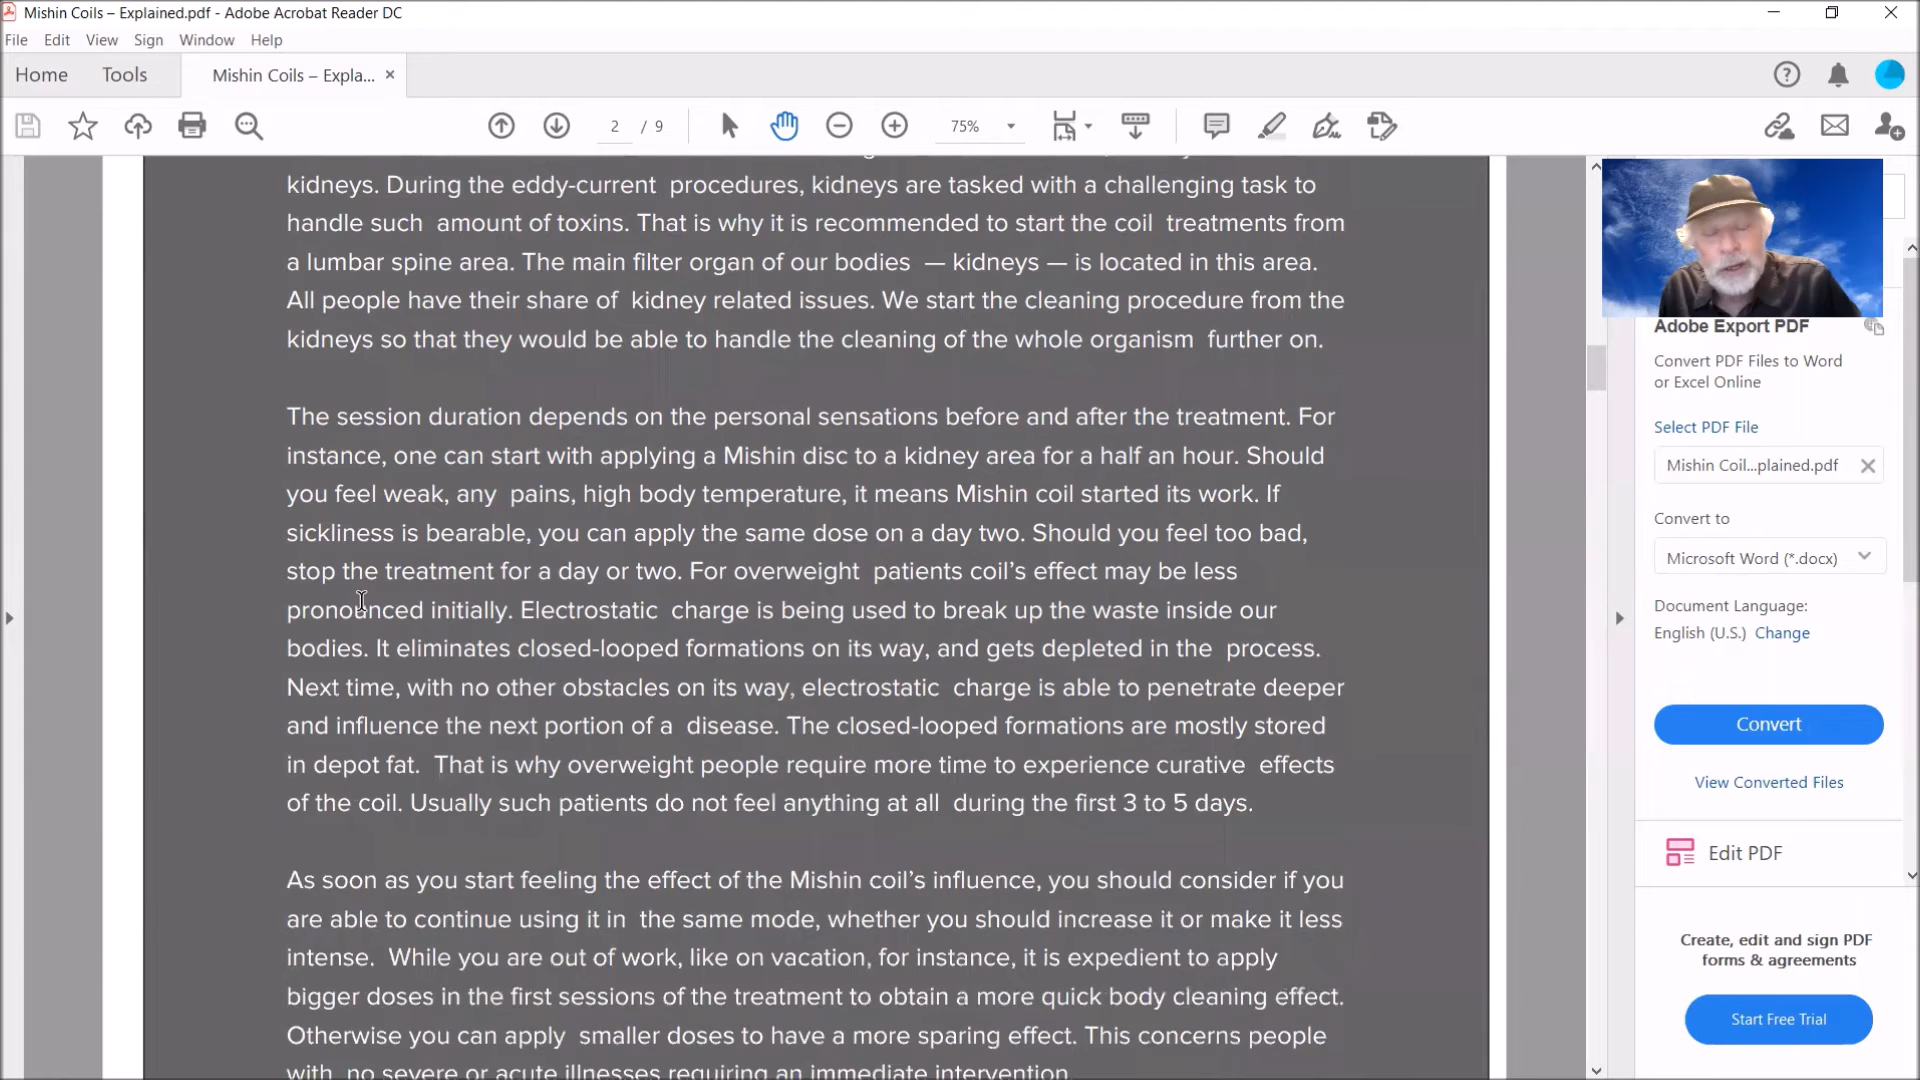 Mishin Coils – Explained.pdf - Adobe Acrobat Reader DC
File Edit View Sign Window Help
Home Tools Mishin Coils – Expla... ×
2 / 9 75%
kidneys. During the eddy-current procedures, kidneys are tasked with a challenging task to
handle such amount of toxins. That is why it is recommended to start the coil treatments from
a lumbar spine area. The main filter organ of our bodies — kidneys — is located in this area.
All people have their share of kidney related issues. We start the cleaning procedure from the
kidneys so that they would be able to handle the cleaning of the whole organism further on.
The session duration depends on the personal sensations before and after the treatment. For
instance, one can start with applying a Mishin disc to a kidney area for a half an hour. Should
you feel weak, any pains, high body temperature, it means Mishin coil started its work. If
sickliness is bearable, you can apply the same dose on a day two. Should you feel too bad,
stop the treatment for a day or two. For overweight patients coil’s effect may be less
pronounced initially. Electrostatic charge is being used to break up the waste inside our
bodies. It eliminates closed-looped formations on its way, and gets depleted in the process.
Next time, with no other obstacles on its way, electrostatic charge is able to penetrate deeper
and influence the next portion of a disease. The closed-looped formations are mostly stored
in depot fat. That is why overweight people require more time to experience curative effects
of the coil. Usually such patients do not feel anything at all during the first 3 to 5 days.
As soon as you start feeling the effect of the Mishin coil’s influence, you should consider if you
are able to continue using it in the same mode, whether you should increase it or make it less
intense. While you are out of work, like on vacation, for instance, it is expedient to apply
bigger doses in the first sessions of the treatment to obtain a more quick body cleaning effect.
Otherwise you can apply smaller doses to have a more sparing effect. This concerns people
with no severe or acute illnesses requiring an immediate intervention.
Adobe Export PDF
Convert PDF Files to Word
or Excel Online
Select PDF File
Mishin Coil...plained.pdf
Convert to
Microsoft Word (*.docx)
Document Language:
English (U.S.) Change
Convert
View Converted Files
Edit PDF
Create, edit and sign PDF
forms & agreements
Start Free Trial